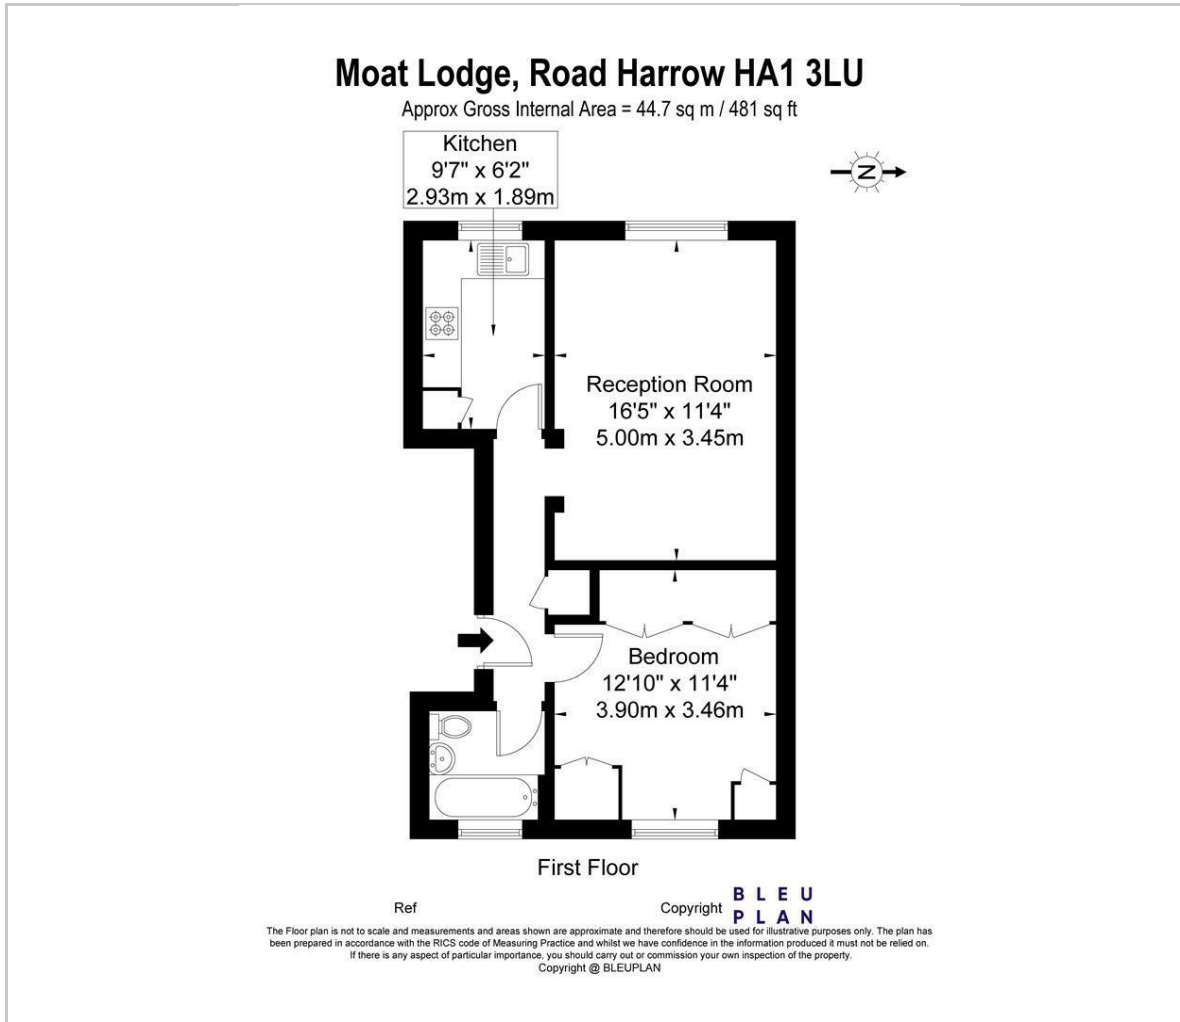 Moat Lodge, Road Harrow HA1 3LU
Approx Gross Internal Area = 44.7 sq m / 481 sq ft
Kitchen
9'7" x 6'2"
2.93m x 1.89m
N
Reception Room
16'5" x 11'4"
5.00m x 3.45m
Bedroom
12'10" x 11'4"
3.90m x 3.46m
First Floor
Ref
Copyright
BLEU
PLAN
The Floor plan is not to scale and measurements and areas shown are approximate and therefore should be used for illustrative purposes only. The plan has
been prepared in accordance with the RICS code of Measuring Practice and whilst we have confidence in the information produced it must not be relied on.
If there is any aspect of particular importance, you should carry out or commission your own inspection of the property.
Copyright @ BLEUPLAN